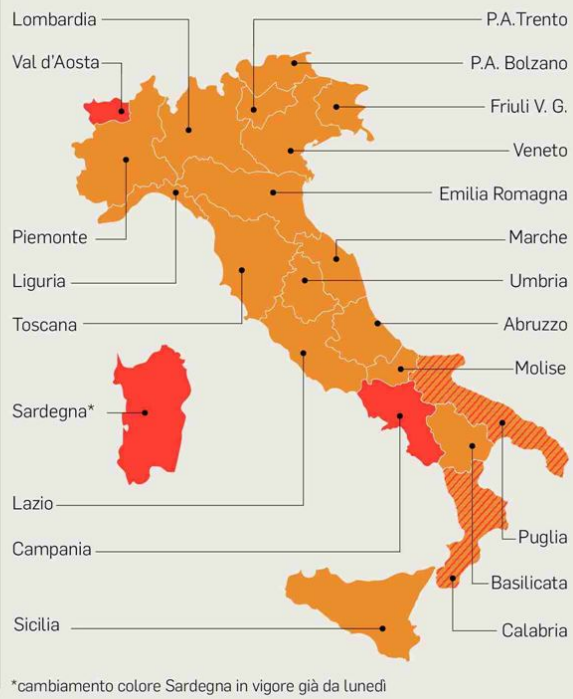 Lombardia
Val d'Aosta
Piemonte
Liguria
Toscana
Sardegna*
Lazio
Campania
Sicilia
P.A.Trento
P.A. Bolzano
Friuli V. G.
Veneto
Emilia Romagna
Marche
Umbria
Abruzzo
Molise
Puglia
Basilicata
Calabria
*cambiamento colore Sardegna in vigore già da lunedì